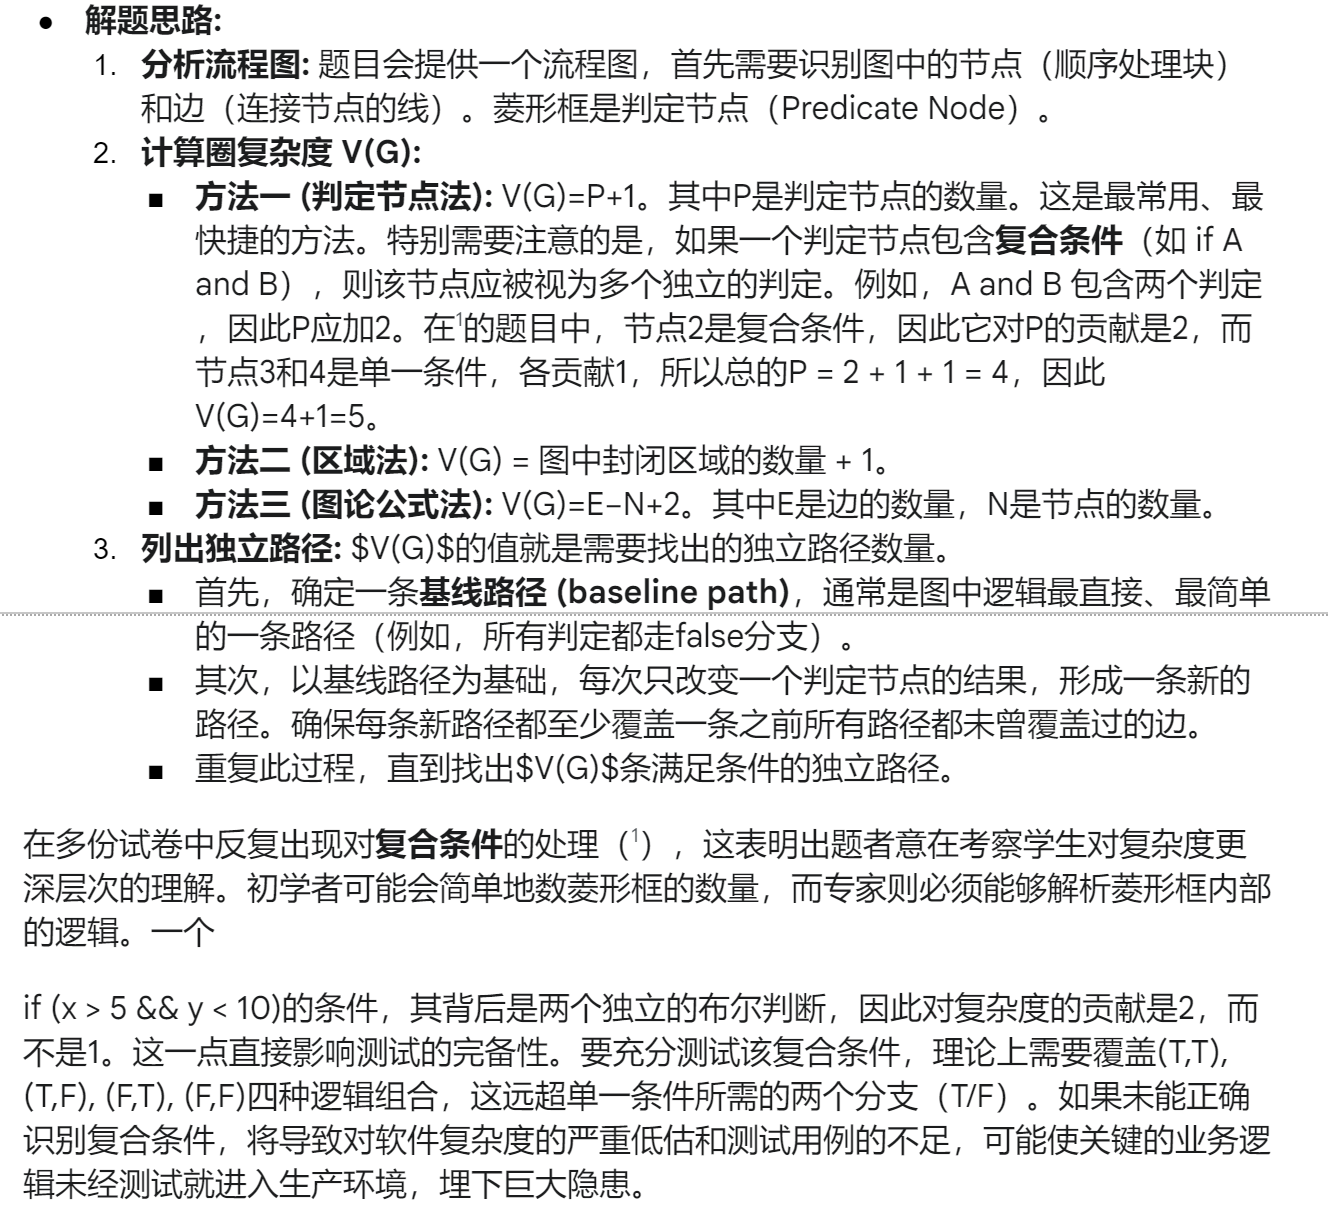 • 解题思路:
1. 分析流程图: 题目会提供一个流程图，首先需要识别图中的节点（顺序处理块）
和边（连接节点的线）。菱形框是判定节点（Predicate Node）。
2. 计算圈复杂度 V(G):
■ 方法一 (判定节点法): V(G)=P+1。其中P是判定节点的数量。这是最常用、最
快捷的方法。特别需要注意的是，如果一个判定节点包含复合条件（如 if A
and B），则该节点应被视为多个独立的判定。例如，A and B 包含两个判定
，因此P应加2。在¹的题目中，节点2是复合条件，因此它对P的贡献是2，而
节点3和4是单一条件，各贡献1，所以总的P = 2 + 1 + 1 = 4，因此
V(G)=4+1=5。
■ 方法二 (区域法): V(G) = 图中封闭区域的数量 + 1。
■ 方法三 (图论公式法): V(G)=E−N+2。其中E是边的数量，N是节点的数量。
3. 列出独立路径: $V(G)$的值就是需要找出的独立路径数量。
■ 首先，确定一条基线路径 (baseline path)，通常是图中逻辑最直接、最简单
的一条路径（例如，所有判定都走false分支）。
■ 其次，以基线路径为基础，每次只改变一个判定节点的结果，形成一条新的
路径。确保每条新路径都至少覆盖一条之前所有路径都未曾覆盖过的边。
■ 重复此过程，直到找出$V(G)$条满足条件的独立路径。
在多份试卷中反复出现对复合条件的处理（¹），这表明出题者意在考察学生对复杂度更
深层次的理解。初学者可能会简单地数菱形框的数量，而专家则必须能够解析菱形框内部
的逻辑。一个
if (x > 5 && y < 10)的条件，其背后是两个独立的布尔判断，因此对复杂度的贡献是2，而
不是1。这一点直接影响测试的完备性。要充分测试该复合条件，理论上需要覆盖(T,T),
(T,F), (F,T), (F,F)四种逻辑组合，这远超单一条件所需的两个分支（T/F）。如果未能正确
识别复合条件，将导致对软件复杂度的严重低估和测试用例的不足，可能使关键的业务逻
辑未经测试就进入生产环境，埋下巨大隐患。